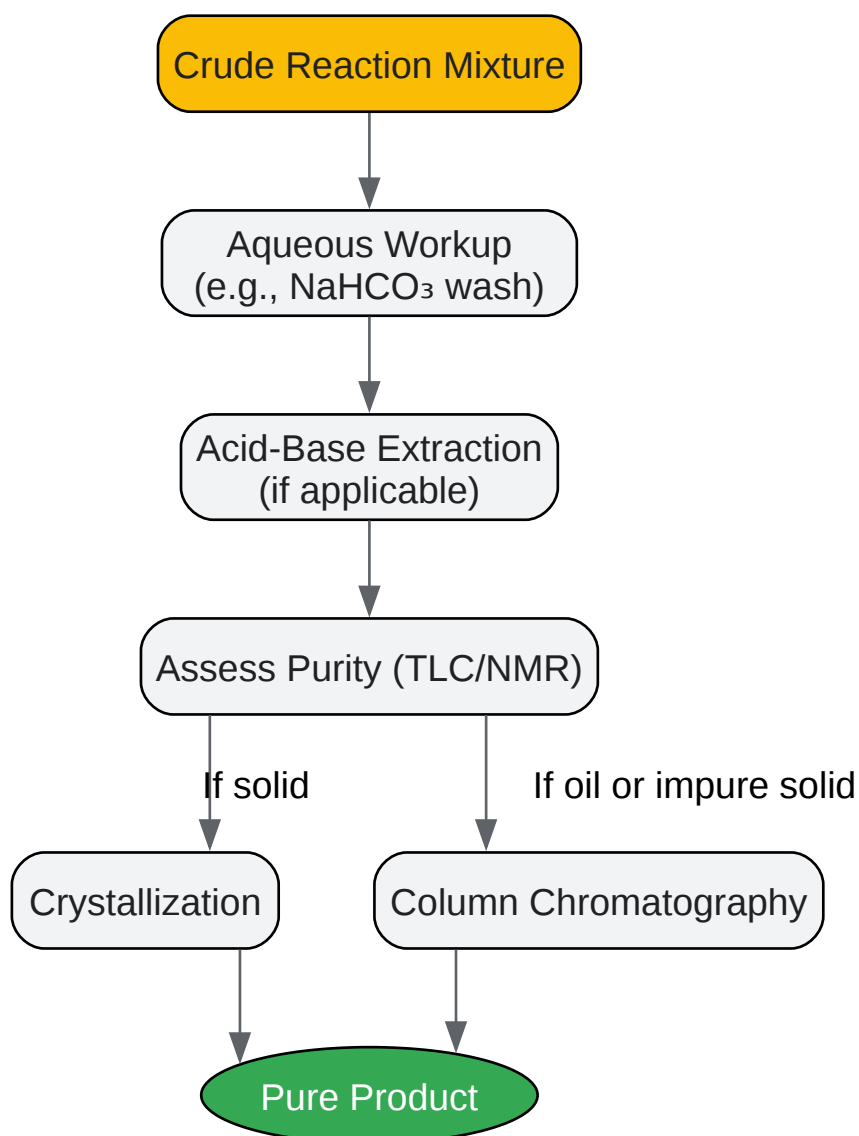 Crude Reaction Mixture
Aqueous Workup
(e.g., NaHCO₃ wash)
Acid-Base Extraction
(if applicable)
Assess Purity (TLC/NMR)
If solid
If oil or impure solid
Crystallization
Column Chromatography
Pure Product